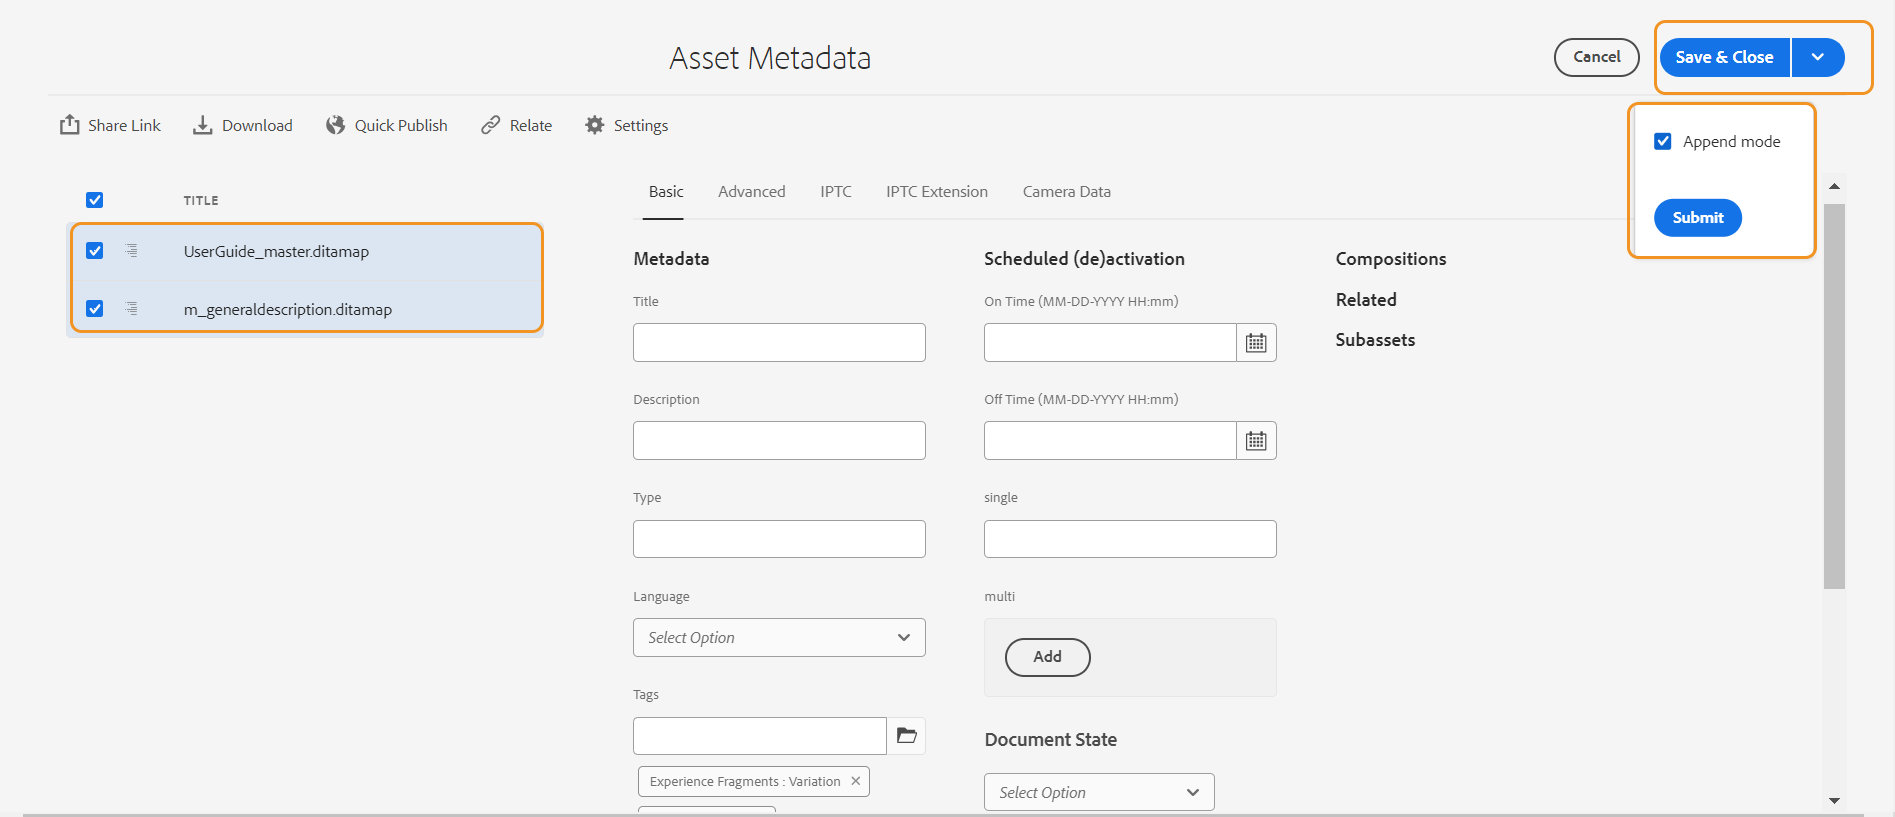 Asset Metadata
Cancel
Save & Close
Share Link
Download
Quick Publish
Relate
Settings
Append mode
Submit
TITLE
UserGuide_master.ditamap
m_generaldescription.ditamap
Basic
Advanced
IPTC
IPTC Extension
Camera Data
Metadata
Title
Description
Type
Language
Select Option
Tags
Experience Fragments : Variation
Scheduled (de)activation
On Time (MM-DD-YYYY HH:mm)
Off Time (MM-DD-YYYY HH:mm)
single
multi
Add
Document State
Select Option
Compositions
Related
Subassets